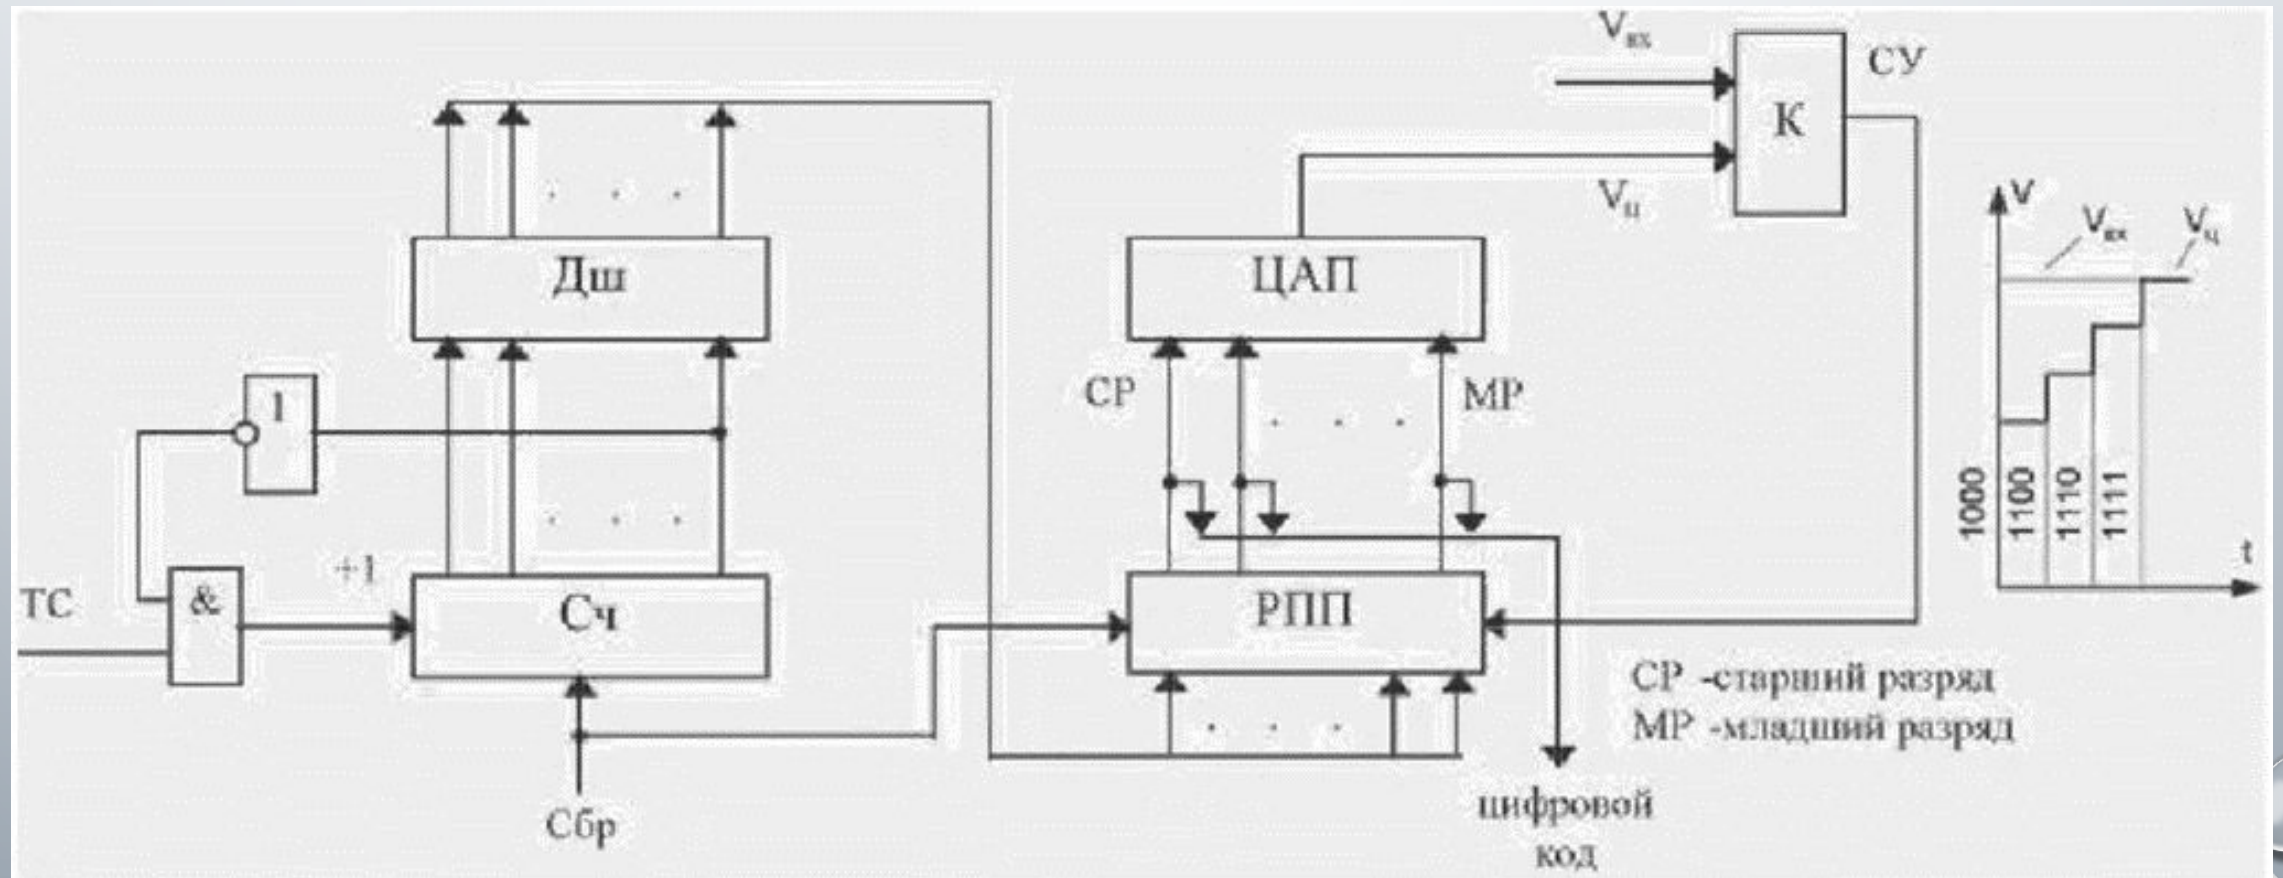 Vвх
СУ
К
Vц
Дш
ЦАП
V
Vвх
Vц
СР
МР
1
1000
1100
1110
1111
t
+1
ТС
&
Сч
РПП
СР -старший разряд
МР -младший разряд
Сбр
цифровой
код